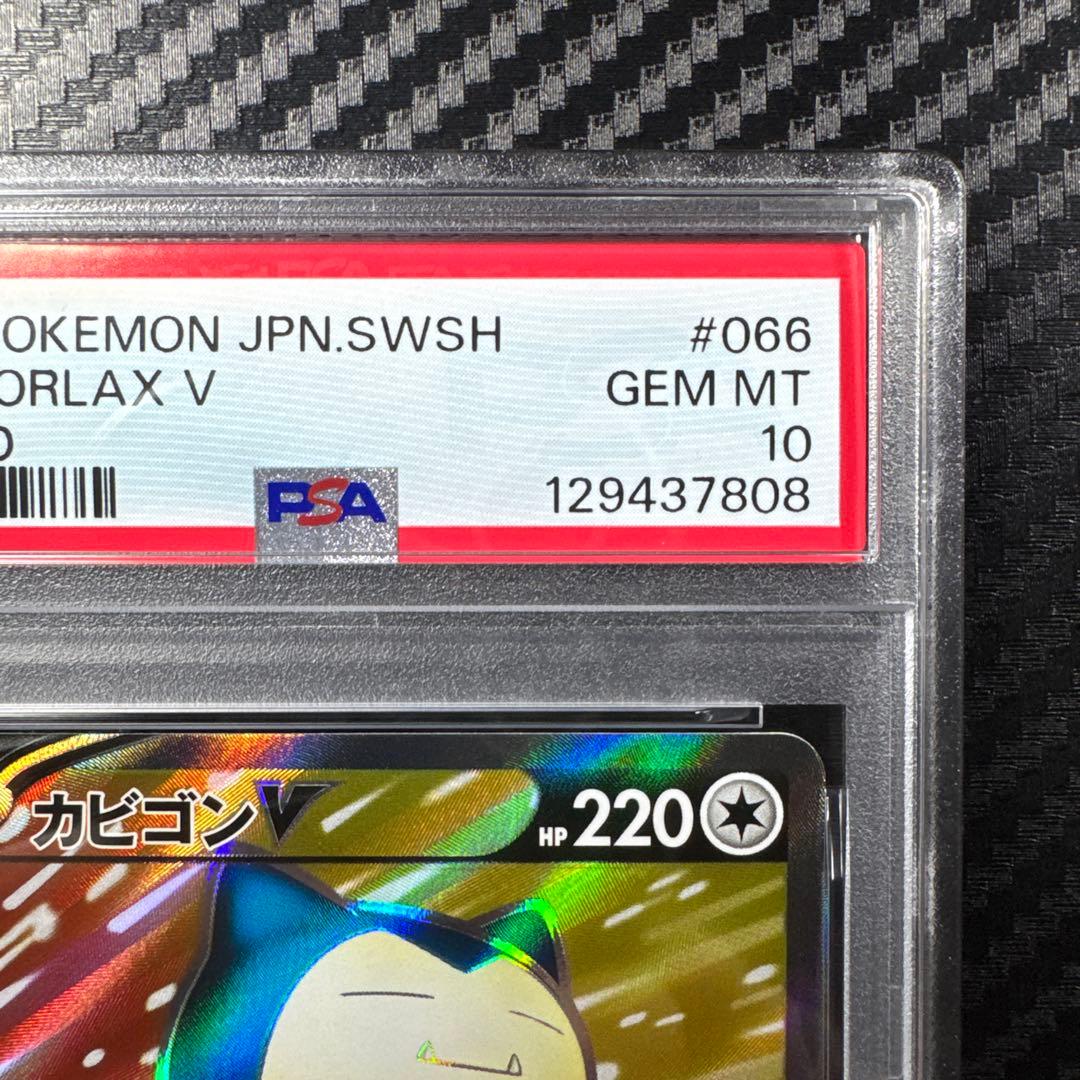 OKEMON JPN.SWSH #066
ORLAX V GEM MT
10
PSA 129437808
カビゴンV HP 220